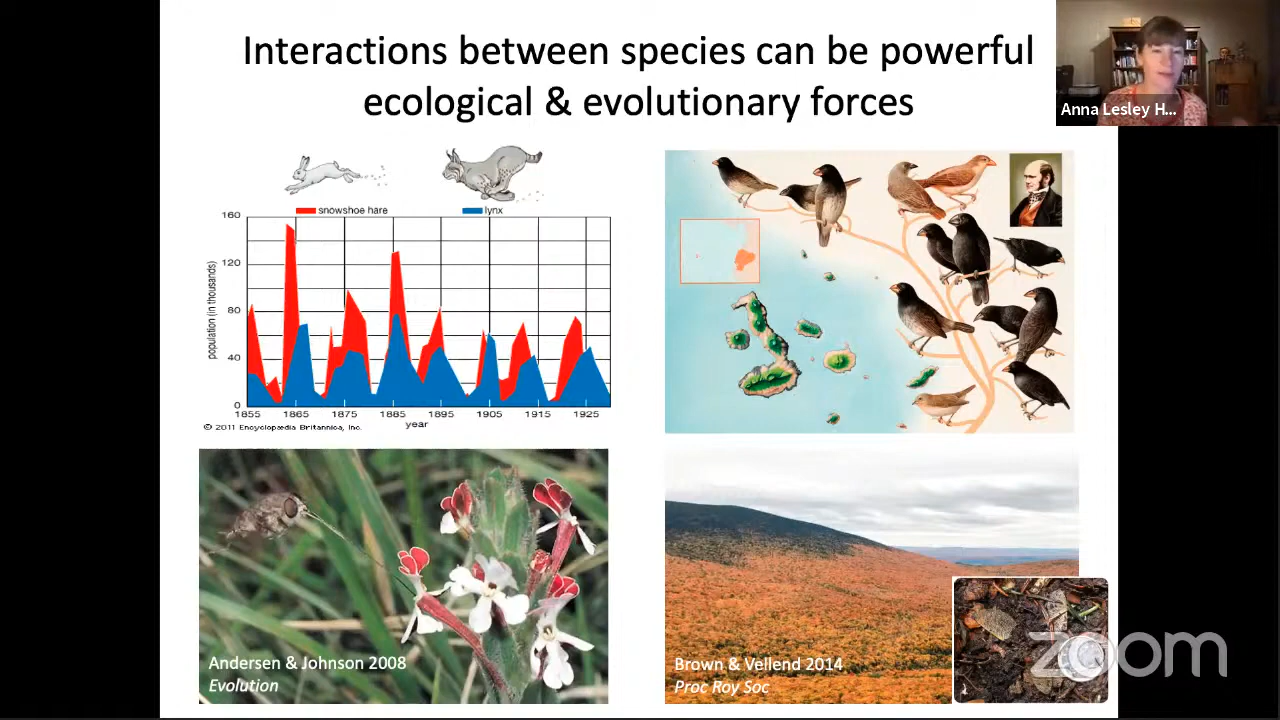 Interactions between species can be powerful
ecological & evolutionary forces
Anna Lesley H...
snowshoe hare
lynx
population (in thousands)
160
120
80
40
0
1855
1865
1875
1885
1895
1905
1915
1925
year
© 2011 Encyclopædia Britannica, Inc.
Andersen & Johnson 2008
Evolution
Brown & Vellend 2014
Proc Roy Soc
zoom